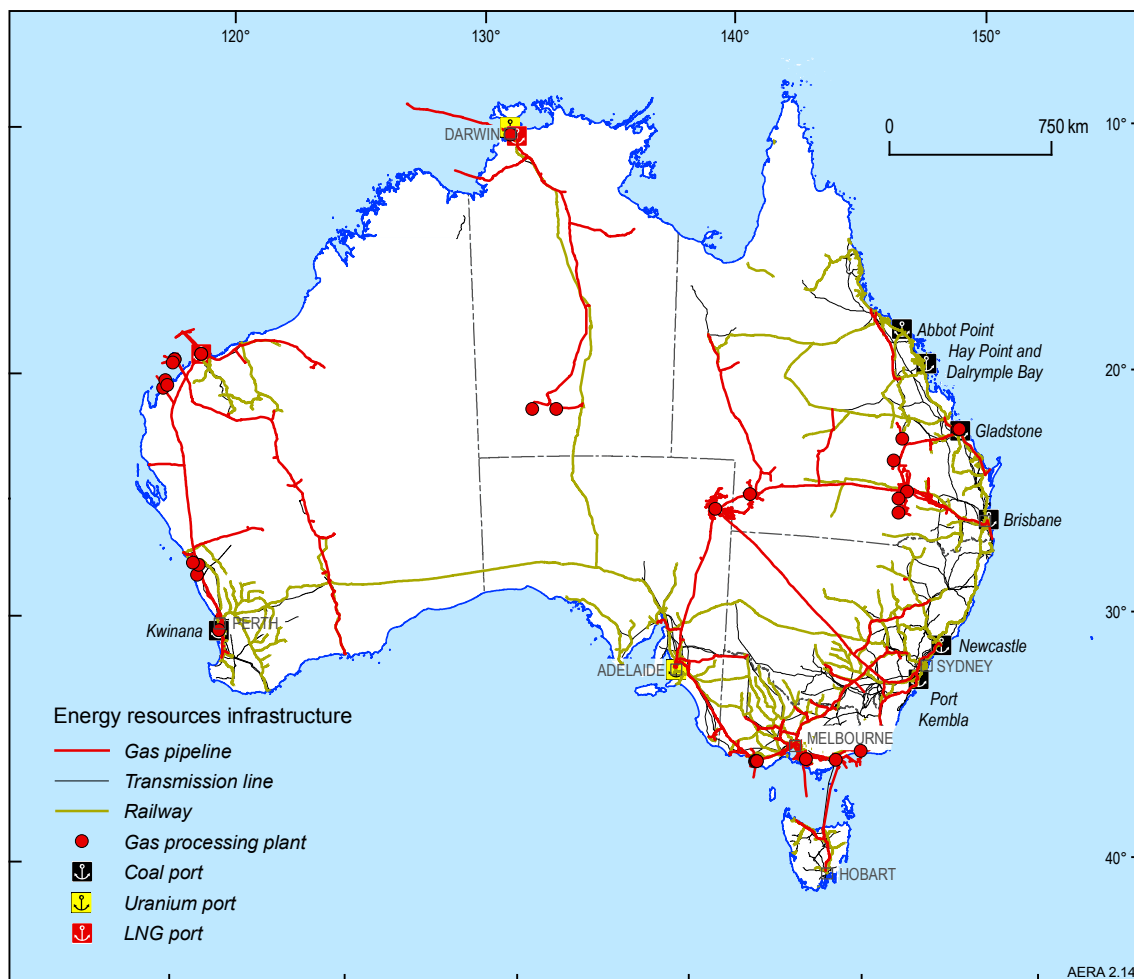 120°
130°
140°
150°
DARWIN
0
750 km
10°
Abbot Point
Hay Point and
Dalrymple Bay
20°
Gladstone
Brisbane
30°
PERTH
Kwinana
Newcastle
SYDNEY
ADELAIDE
Port
Kembla
Energy resources infrastructure
MELBOURNE
Gas pipeline
Transmission line
Railway
Gas processing plant
Coal port
40°
HOBART
Uranium port
LNG port
AERA 2.14